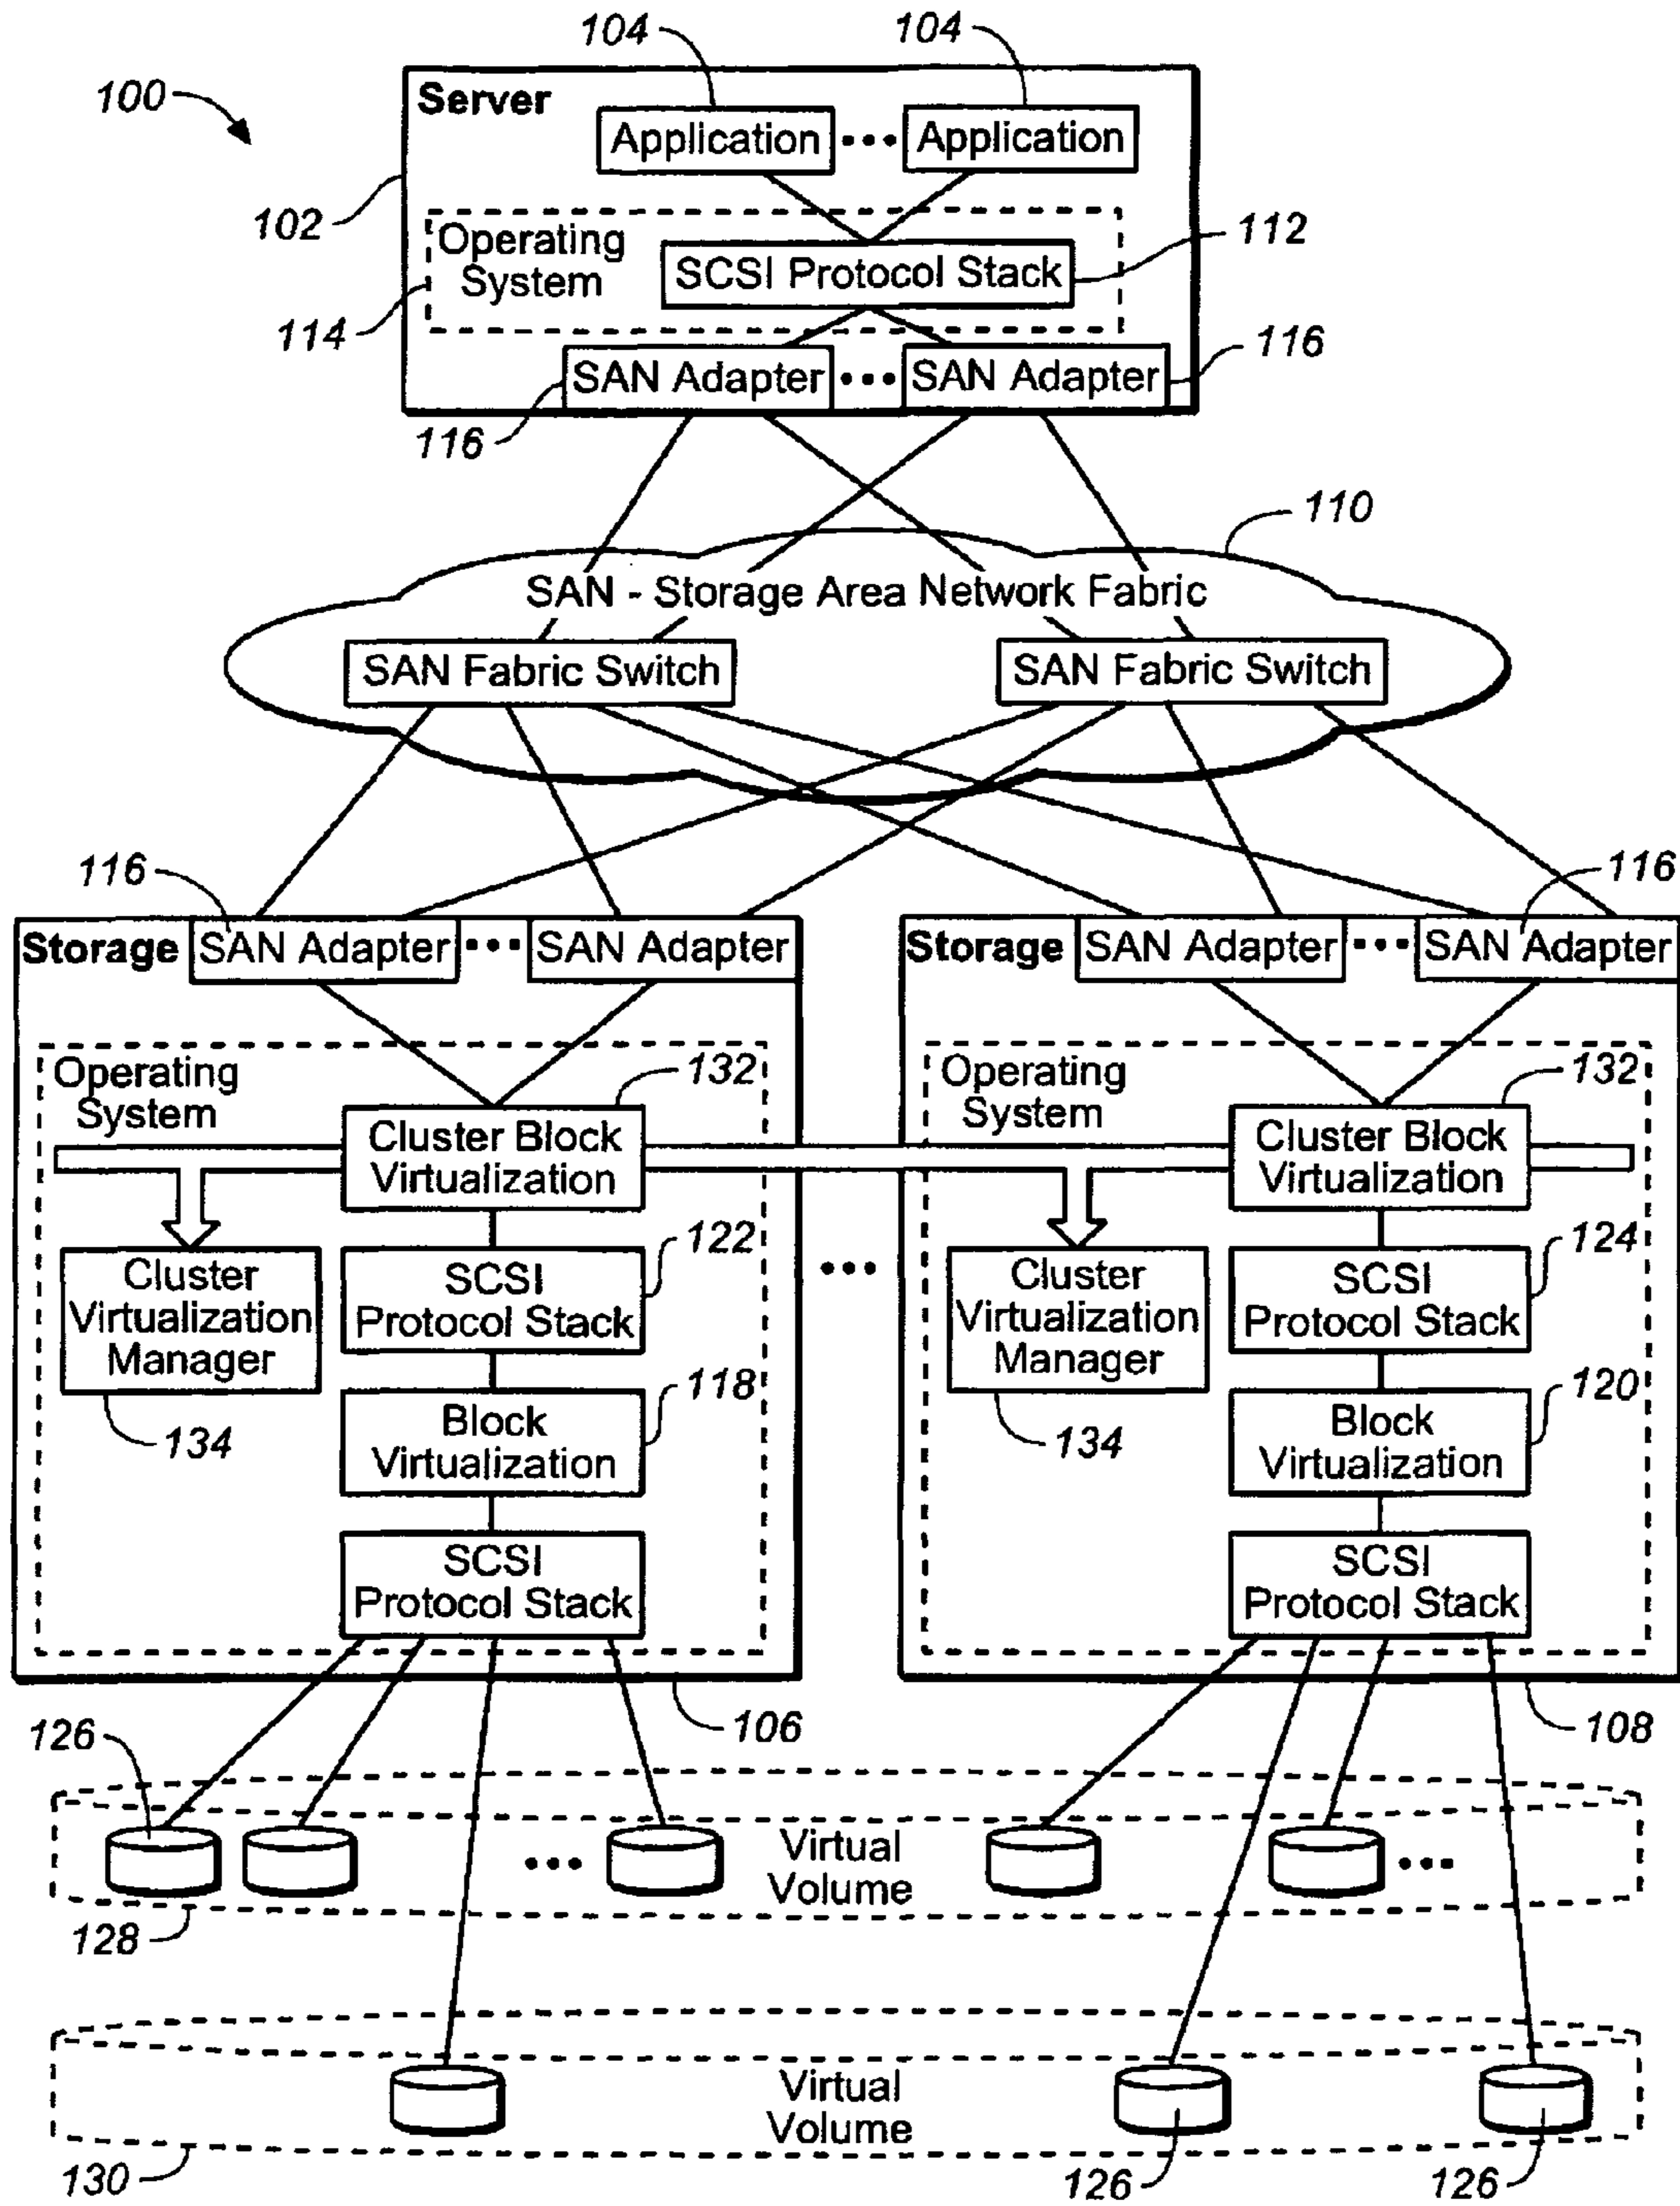 104
104
100
Server
Application ••• Application
102
Operating
System
SCSI Protocol Stack
112
114
SAN Adapter ••• SAN Adapter
116
116
110
SAN - Storage Area Network Fabric
SAN Fabric Switch
SAN Fabric Switch
116
116
Storage
SAN Adapter ••• SAN Adapter
Storage
SAN Adapter ••• SAN Adapter
Operating
System
132
Cluster Block
Virtualization
Operating
System
132
Cluster Block
Virtualization
Cluster
Virtualization
Manager
134
122
SCSI
Protocol Stack
•••
Cluster
Virtualization
Manager
134
124
SCSI
Protocol Stack
118
Block
Virtualization
120
Block
Virtualization
SCSI
Protocol Stack
SCSI
Protocol Stack
106
108
126
•••
Virtual
Volume
•••
128
Virtual
Volume
130
126
126